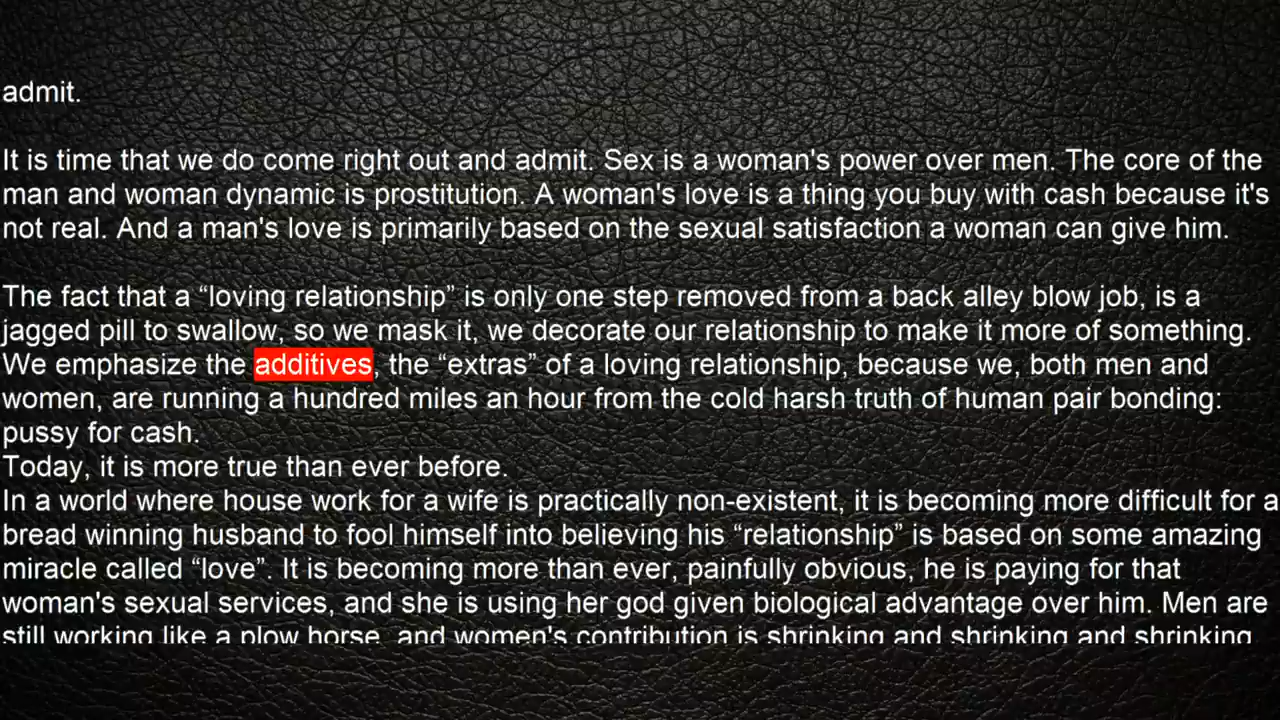 admit.
It is time that we do come right out and admit. Sex is a woman's power over men. The core of the
man and woman dynamic is prostitution. A woman's love is a thing you buy with cash because it's
not real. And a man's love is primarily based on the sexual satisfaction a woman can give him.
The fact that a “loving relationship” is only one step removed from a back alley blow job, is a
jagged pill to swallow, so we mask it, we decorate our relationship to make it more of something.
We emphasize the additives, the “extras” of a loving relationship, because we, both men and
women, are running a hundred miles an hour from the cold harsh truth of human pair bonding:
pussy for cash.
Today, it is more true than ever before.
In a world where house work for a wife is practically non-existent, it is becoming more difficult for a
bread winning husband to fool himself into believing his “relationship” is based on some amazing
miracle called “love”. It is becoming more than ever, painfully obvious, he is paying for that
woman's sexual services, and she is using her god given biological advantage over him. Men are
still working like a plow horse, and women's contribution is shrinking and shrinking and shrinking